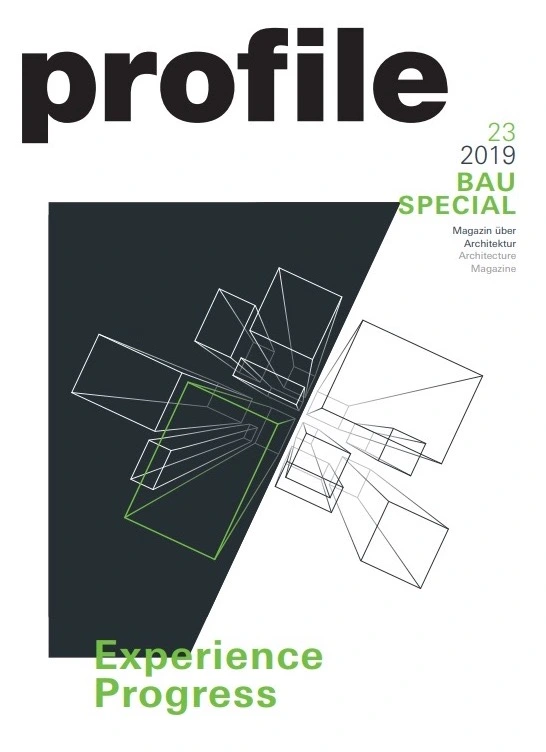 profile
23
2019
BAU
SPECIAL
Magazin über
Architektur
Architecture
Magazine
Experience
Progress